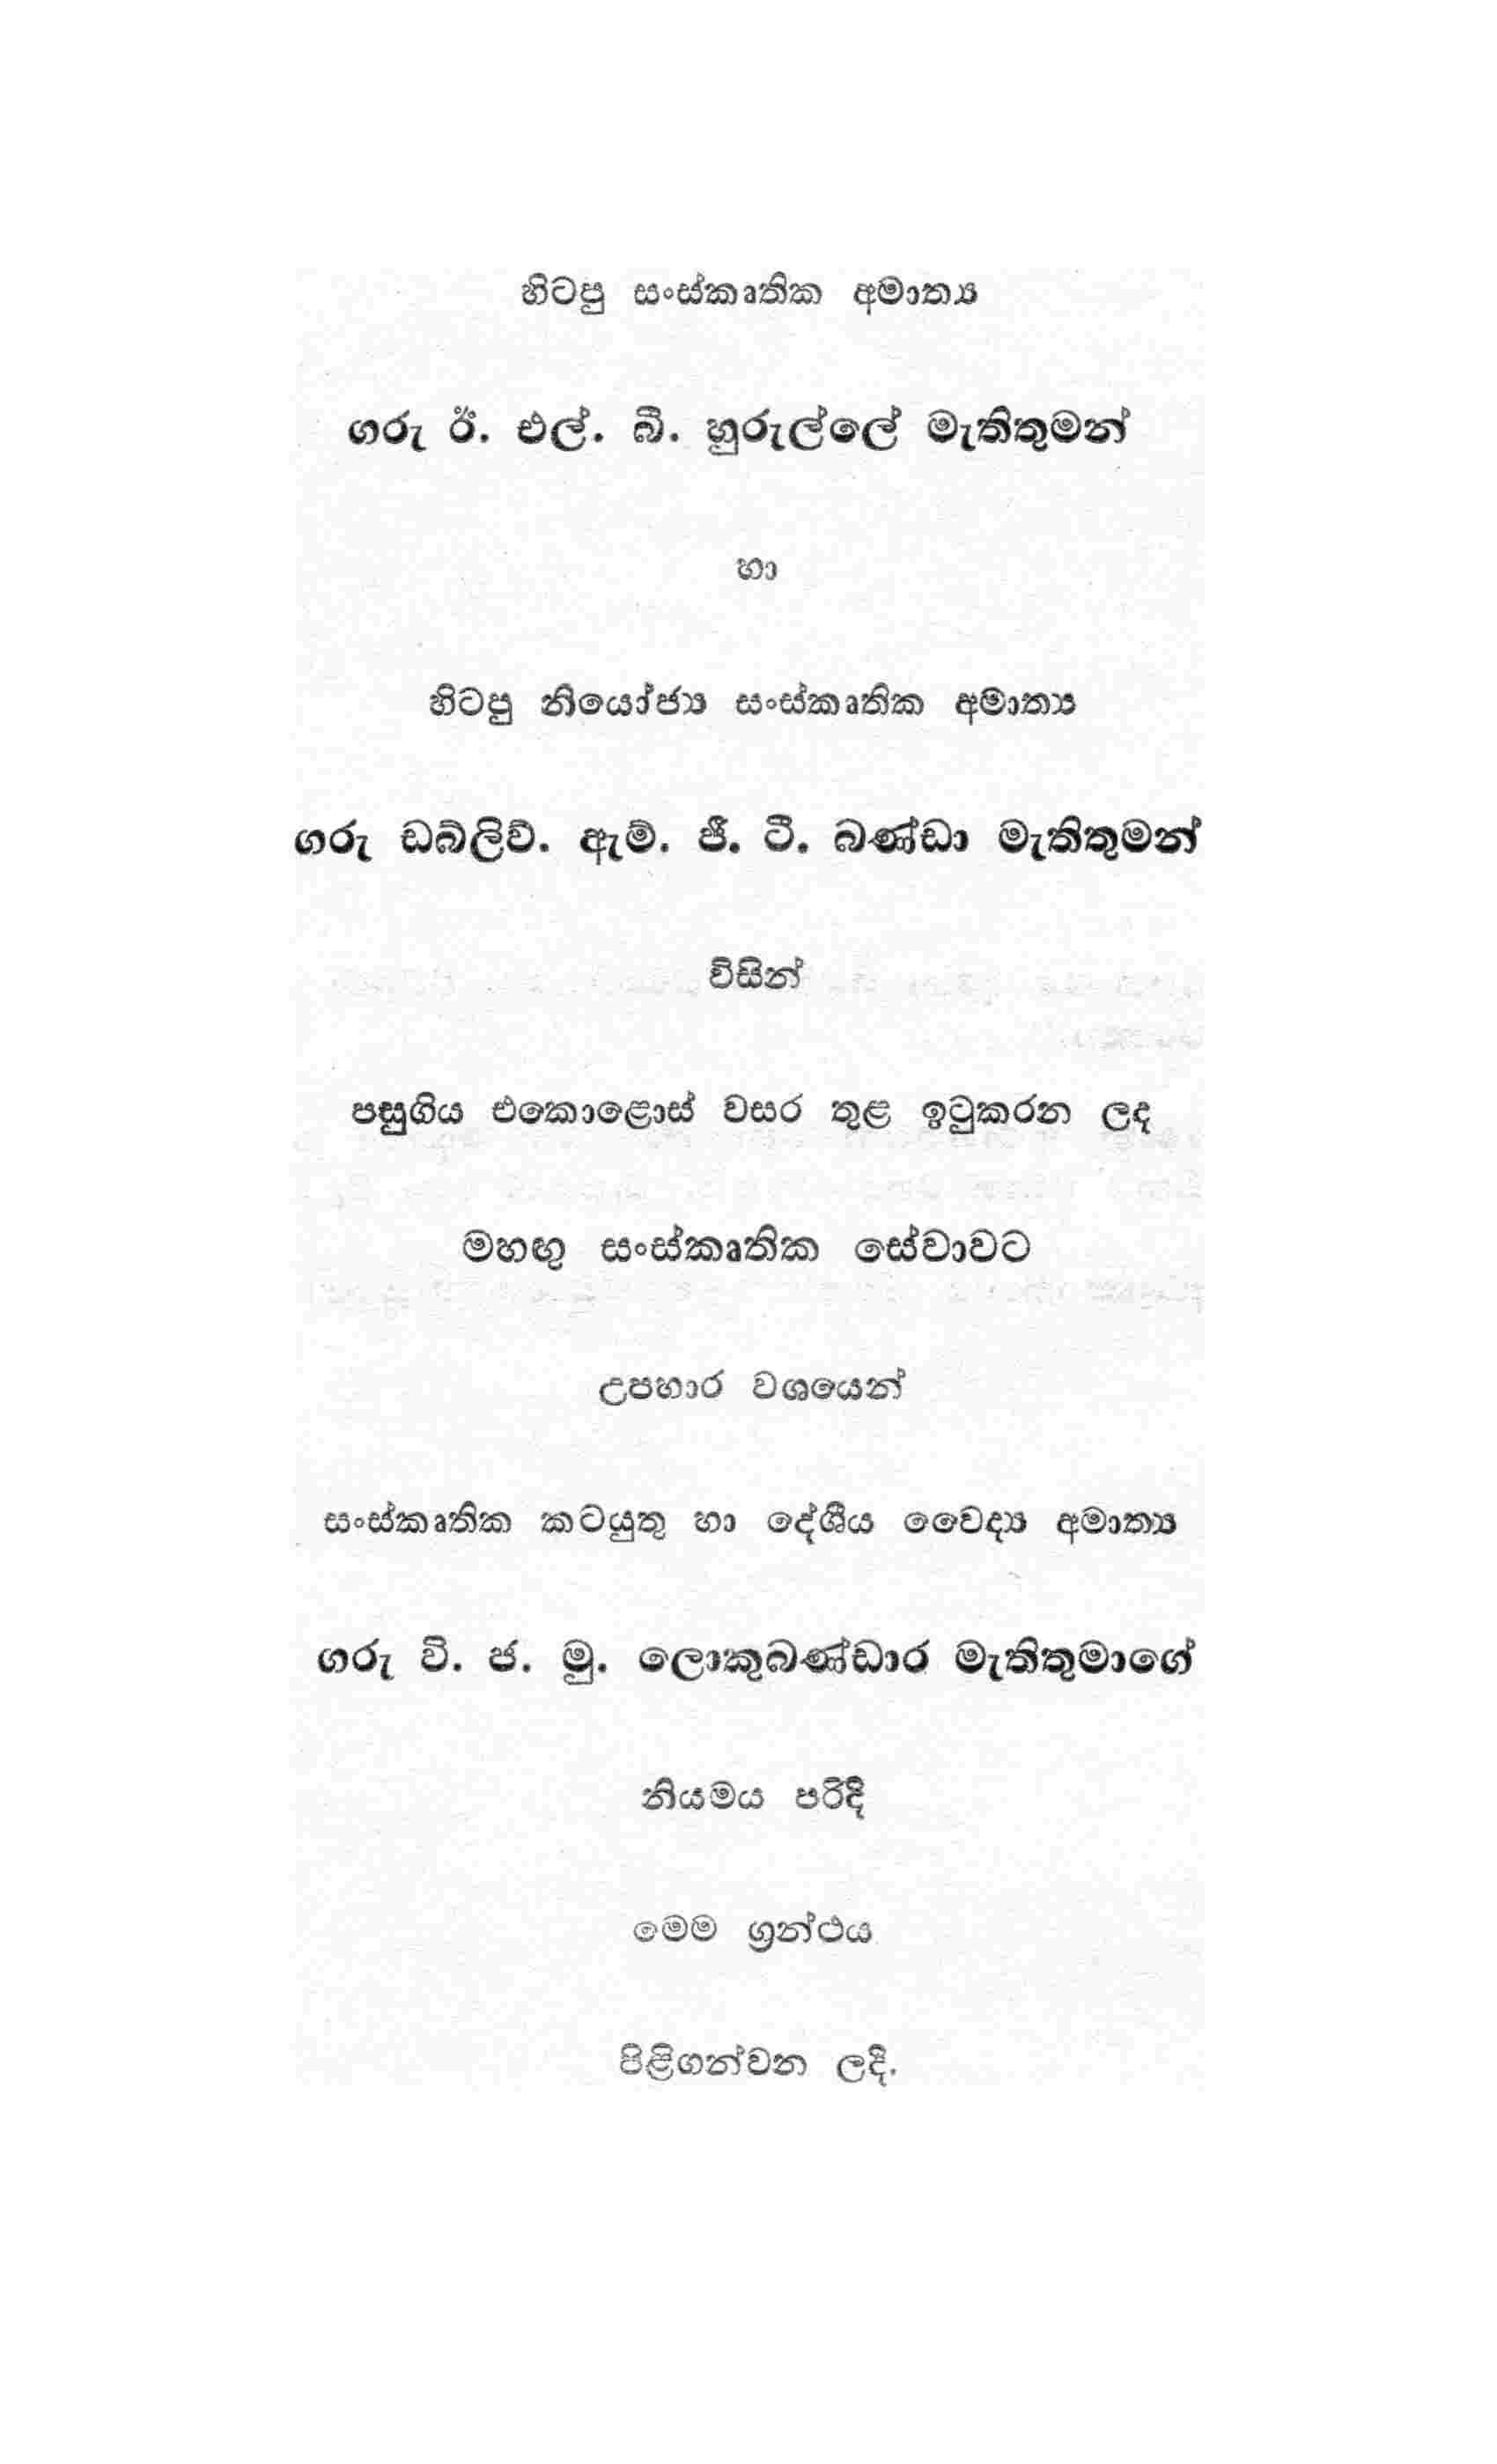 හිටපු සංස්කෘතික අමාත්‍ය
ගරු ඊ. එල්. බී. හුරුල්ලේ මැතිතුමන්
හා
හිටපු නියෝජ්‍ය සංස්කෘතික අමාත්‍ය
ගරු ඩබ්ලිව්. ඇම්. ජී. ටී. බණ්ඩා මැතිතුමන්
විසින්
පසුගිය එකොළොස් වසර තුළ ඉටුකරන ලද
මහඟු සංස්කෘතික සේවාවට
උපහාර වශයෙන්
සංස්කෘතික කටයුතු හා දේශීය වෛද්‍ය අමාත්‍ය
ගරු වි. ජ. මු. ලොකුබණ්ඩාර මැතිතුමාගේ
නියමය පරිදි
මෙම ග්‍රන්ථය
පිළිගන්වන ලදී.